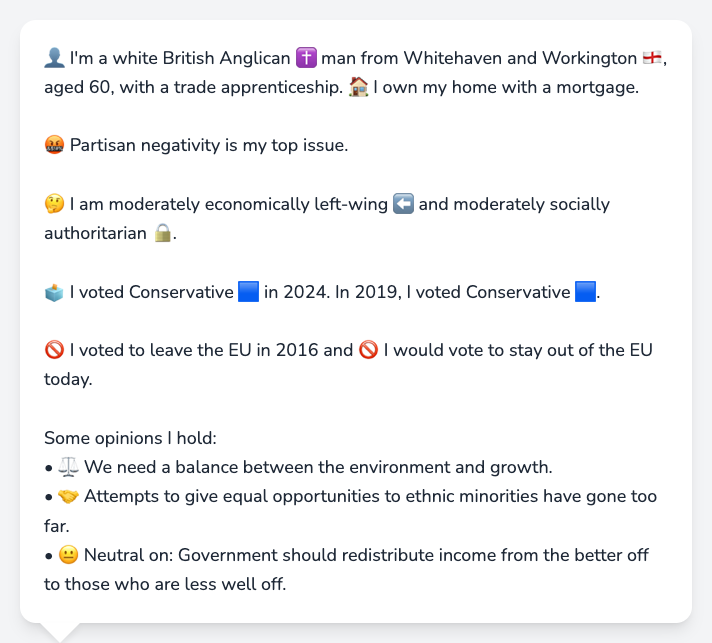 👤 I'm a white British Anglican ✝️ man from Whitehaven and Workington 🏴󠁧󠁢󠁥󠁮󠁧󠁿,
aged 60, with a trade apprenticeship. 🏠 I own my home with a mortgage.
🤬 Partisan negativity is my top issue.
🤔 I am moderately economically left-wing ⬅️ and moderately socially
authoritarian 🔒.
🗳️ I voted Conservative 🟦 in 2024. In 2019, I voted Conservative 🟦.
🚫 I voted to leave the EU in 2016 and 🚫 I would vote to stay out of the EU
today.
Some opinions I hold:
• ⚖️ We need a balance between the environment and growth.
• 🤝 Attempts to give equal opportunities to ethnic minorities have gone too
far.
• 😐 Neutral on: Government should redistribute income from the better off
to those who are less well off.